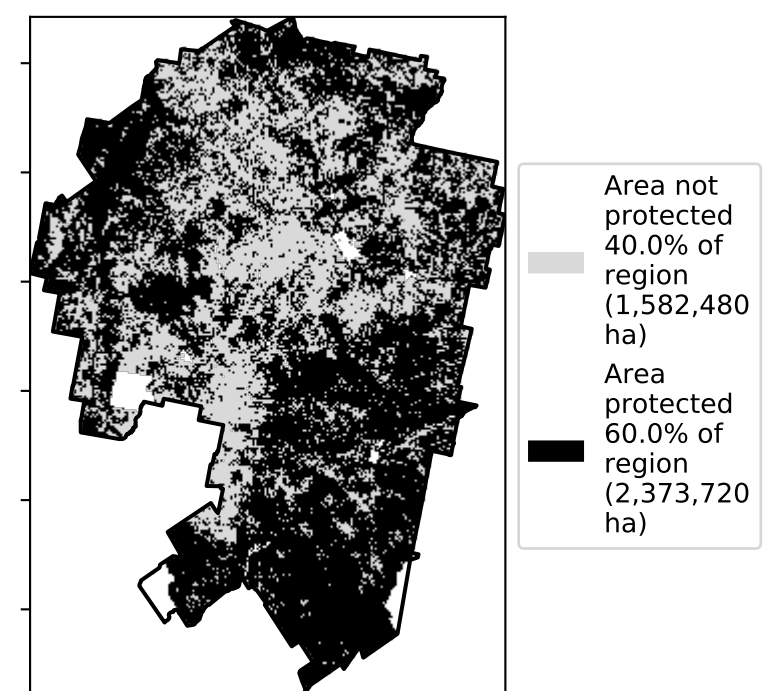 Area not
protected
40.0% of
region
(1,582,480
ha)
Area
protected
60.0% of
region
(2,373,720
ha)